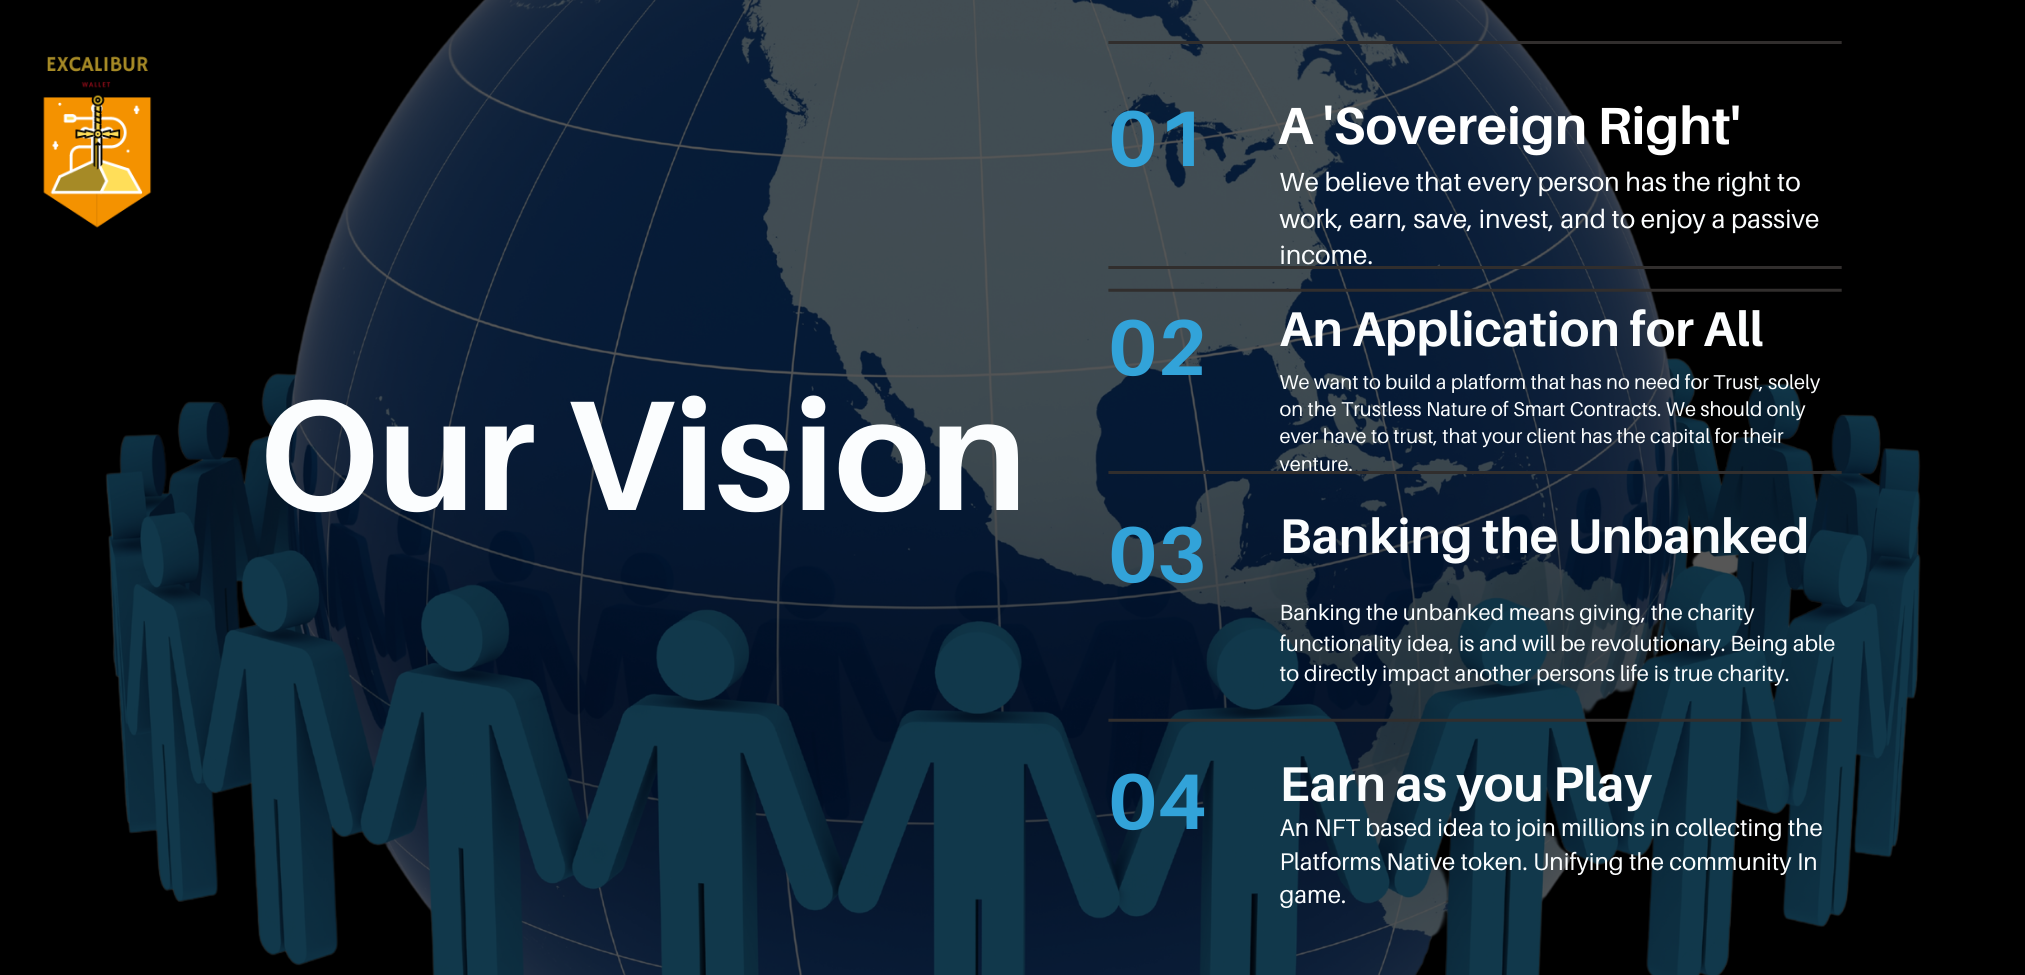 EXCALIBUR
WALLET
Our Vision
01
A 'Sovereign Right'
We believe that every person has the right to
work, earn, save, invest, and to enjoy a passive
income.
02
An Application for All
We want to build a platform that has no need for Trust, solely
on the Trustless Nature of Smart Contracts. We should only
ever have to trust, that your client has the capital for their
venture.
03
Banking the Unbanked
Banking the unbanked means giving, the charity
functionality idea, is and will be revolutionary. Being able
to directly impact another persons life is true charity.
04
Earn as you Play
An NFT based idea to join millions in collecting the
Platforms Native token. Unifying the community In
game.